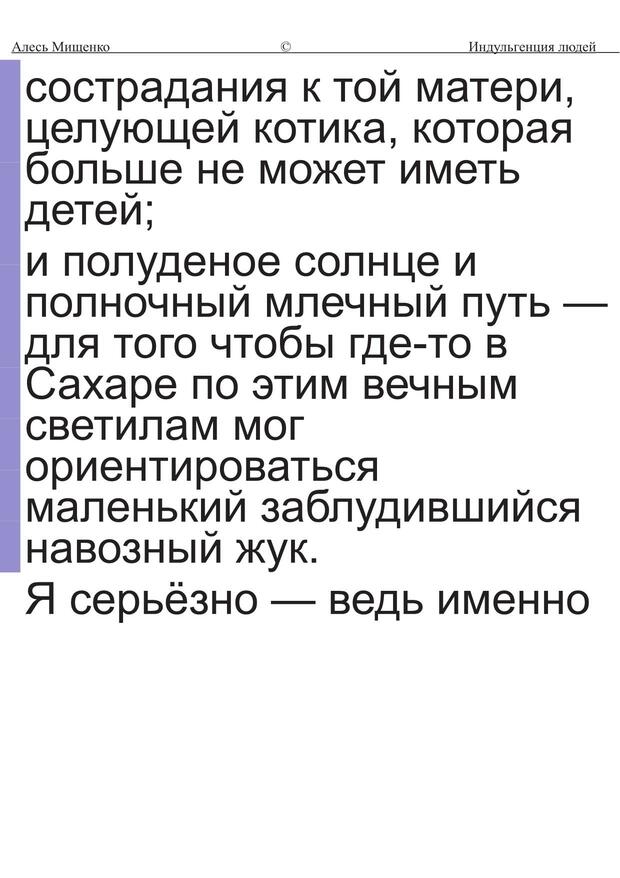 Алесь Мищенко © Индульгенция людей
сострадания к той матери,
целующей котика, которая
больше не может иметь
детей;
и полуденое солнце и
полночный млечный путь —
для того чтобы где-то в
Сахаре по этим вечным
светилам мог
ориентироваться
маленький заблудившийся
навозный жук.
Я серьёзно — ведь именно